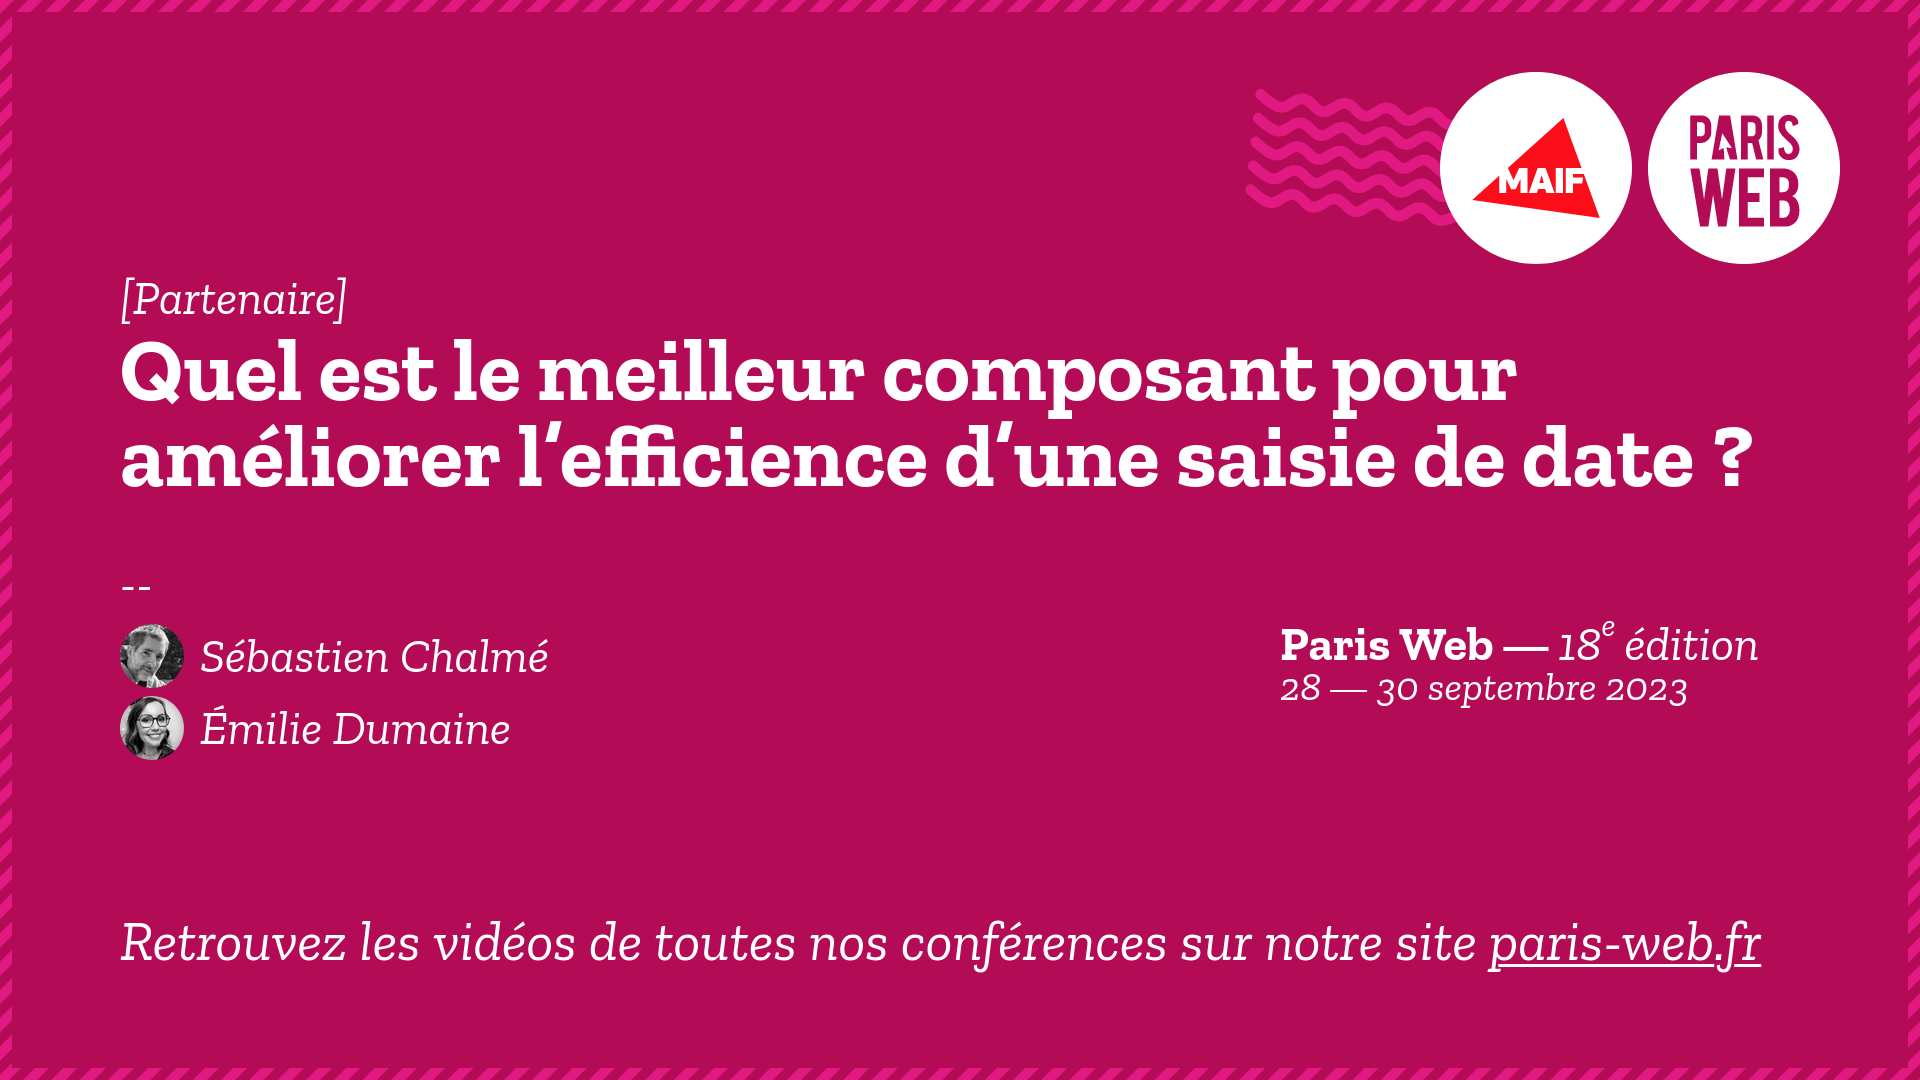 MAIF
PARIS
WEB
[Partenaire]
Quel est le meilleur composant pour
améliorer l’efficience d’une saisie de date ?
--
Sébastien Chalmé
Émilie Dumaine
Paris Web — 18e édition
28 — 30 septembre 2023
Retrouvez les vidéos de toutes nos conférences sur notre site paris-web.fr